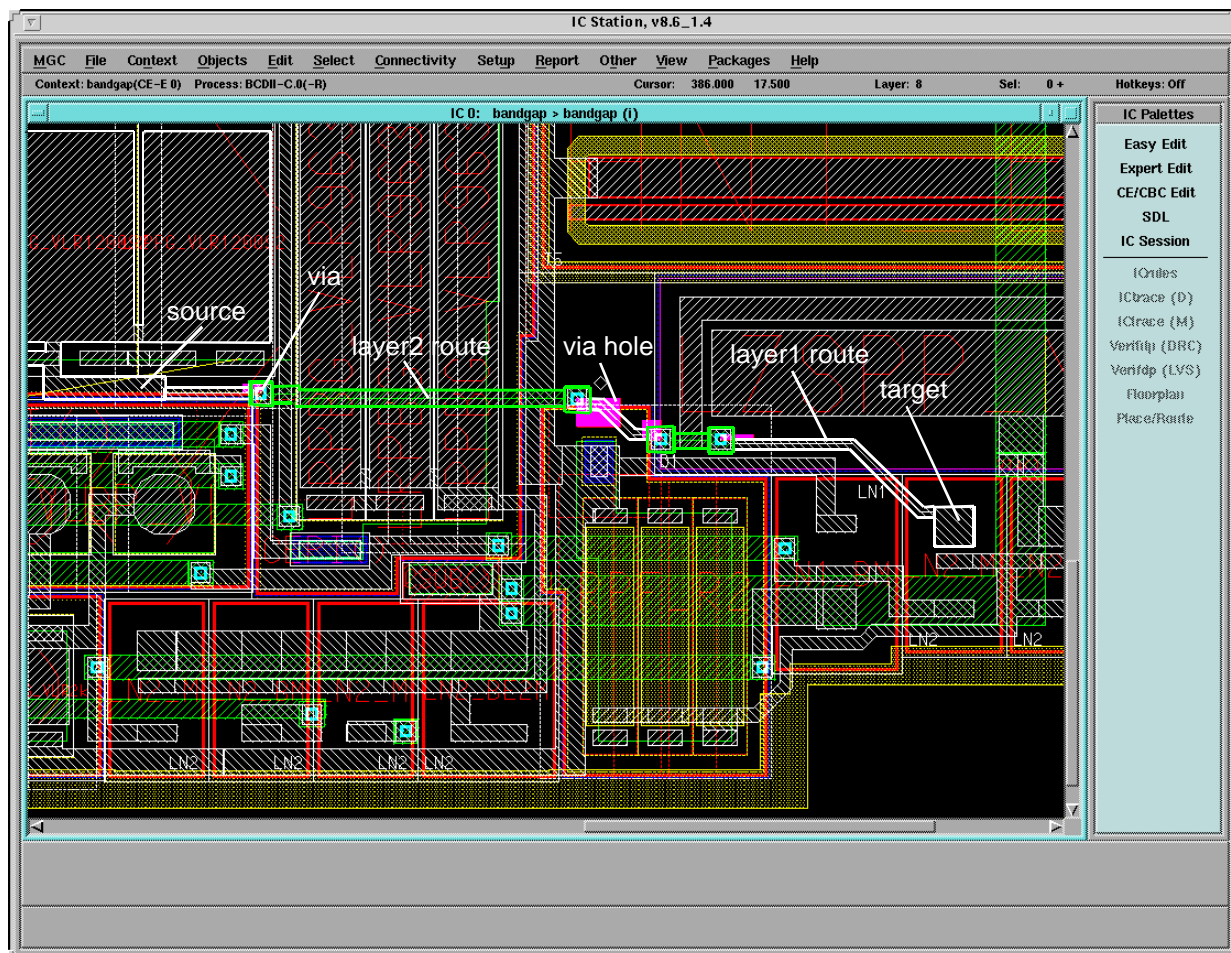 IC Station, v8.6_1.4
MGC File Context Objects Edit Select Connectivity Setup Report Other View Packages Help
Context: bandgap(CE-E 0) Process: BCDII-C.0(-R) Cursor: 386.000 17.500 Layer: 8 Sel: 0 + Hotkeys: Off
IC 0: bandgap > bandgap (i)
IC Palettes
Easy Edit
Expert Edit
CE/CBC Edit
SDL
IC Session
ICrules
ICtrace (D)
ICtrace (M)
Verifdp (DRC)
Verifdp (LVS)
Floorplan
Place/Route
via
source
layer2 route
via hole
layer1 route
target
LN1
LN2
LN2
LN2
LN2
LN2
LN2